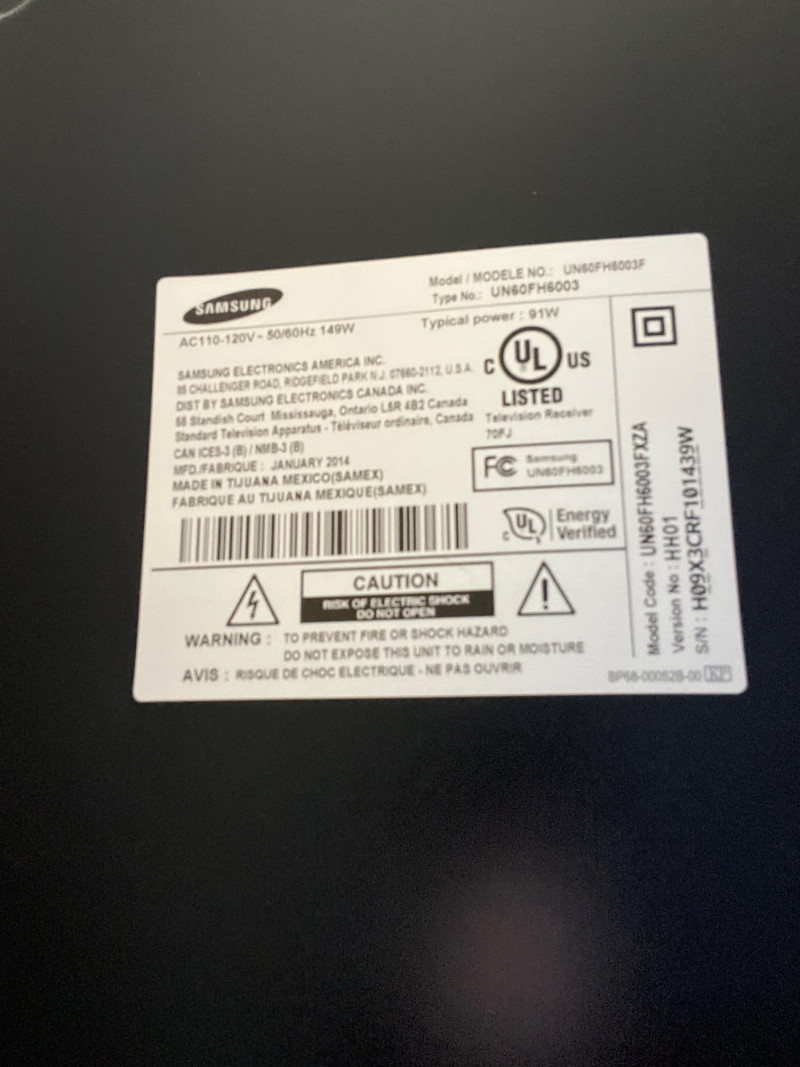 SAMSUNG
Model / MODELE NO.: UN60FH6003F
Type No.: UN60FH6003
AC110-120V~ 50/60Hz 149W
Typical power : 91W
SAMSUNG ELECTRONICS AMERICA INC.
85 CHALLENGER ROAD, RIDGEFIELD PARK N.J. 07660-2112, U.S.A.
DIST BY SAMSUNG ELECTRONICS CANADA INC.
55 Standish Court Mississauga, Ontario L5R 4B2 Canada
Standard Television Apparatus - Téléviseur ordinaire, Canada
CAN ICES-3 (B) / NMB-3 (B)
MFD./FABRIQUE : JANUARY 2014
MADE IN TIJUANA MEXICO(SAMEX)
FABRIQUE AU TIJUANA MEXIQUE(SAMEX)
C UL US
LISTED
Television Receiver
70FJ
FC Samsung
UN60FH6003
c UL Energy
Verified
CAUTION
RISK OF ELECTRIC SHOCK
DO NOT OPEN
WARNING : TO PREVENT FIRE OR SHOCK HAZARD
DO NOT EXPOSE THIS UNIT TO RAIN OR MOISTURE
AVIS : RISQUE DE CHOC ELECTRIQUE - NE PAS OUVRIR
Model Code : UN60FH6003FXZA
Version No : HH01
S/N : H09X3CRF101439W